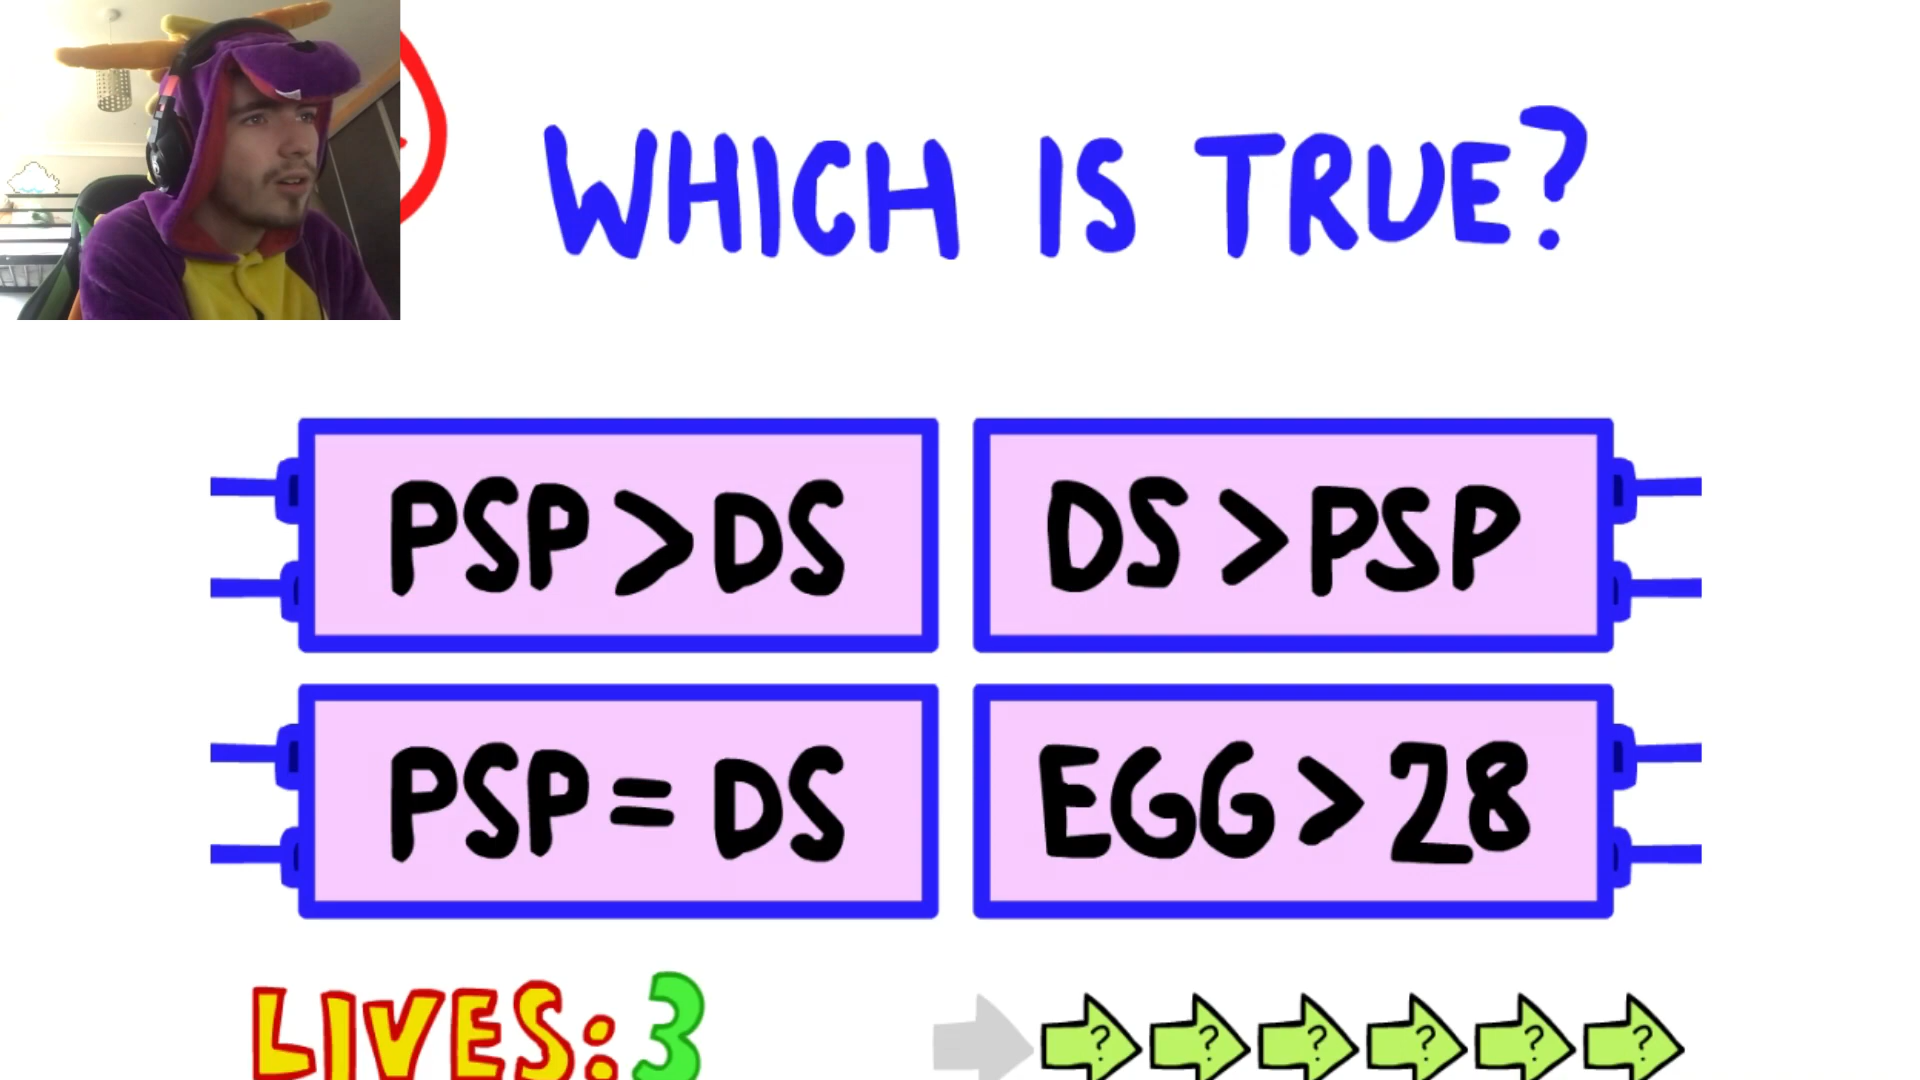 WHICH IS TRUE?
PSP>DS
DS>PSP
PSP=DS
EGG>28
LIVES:3
? ? ? ? ? ?